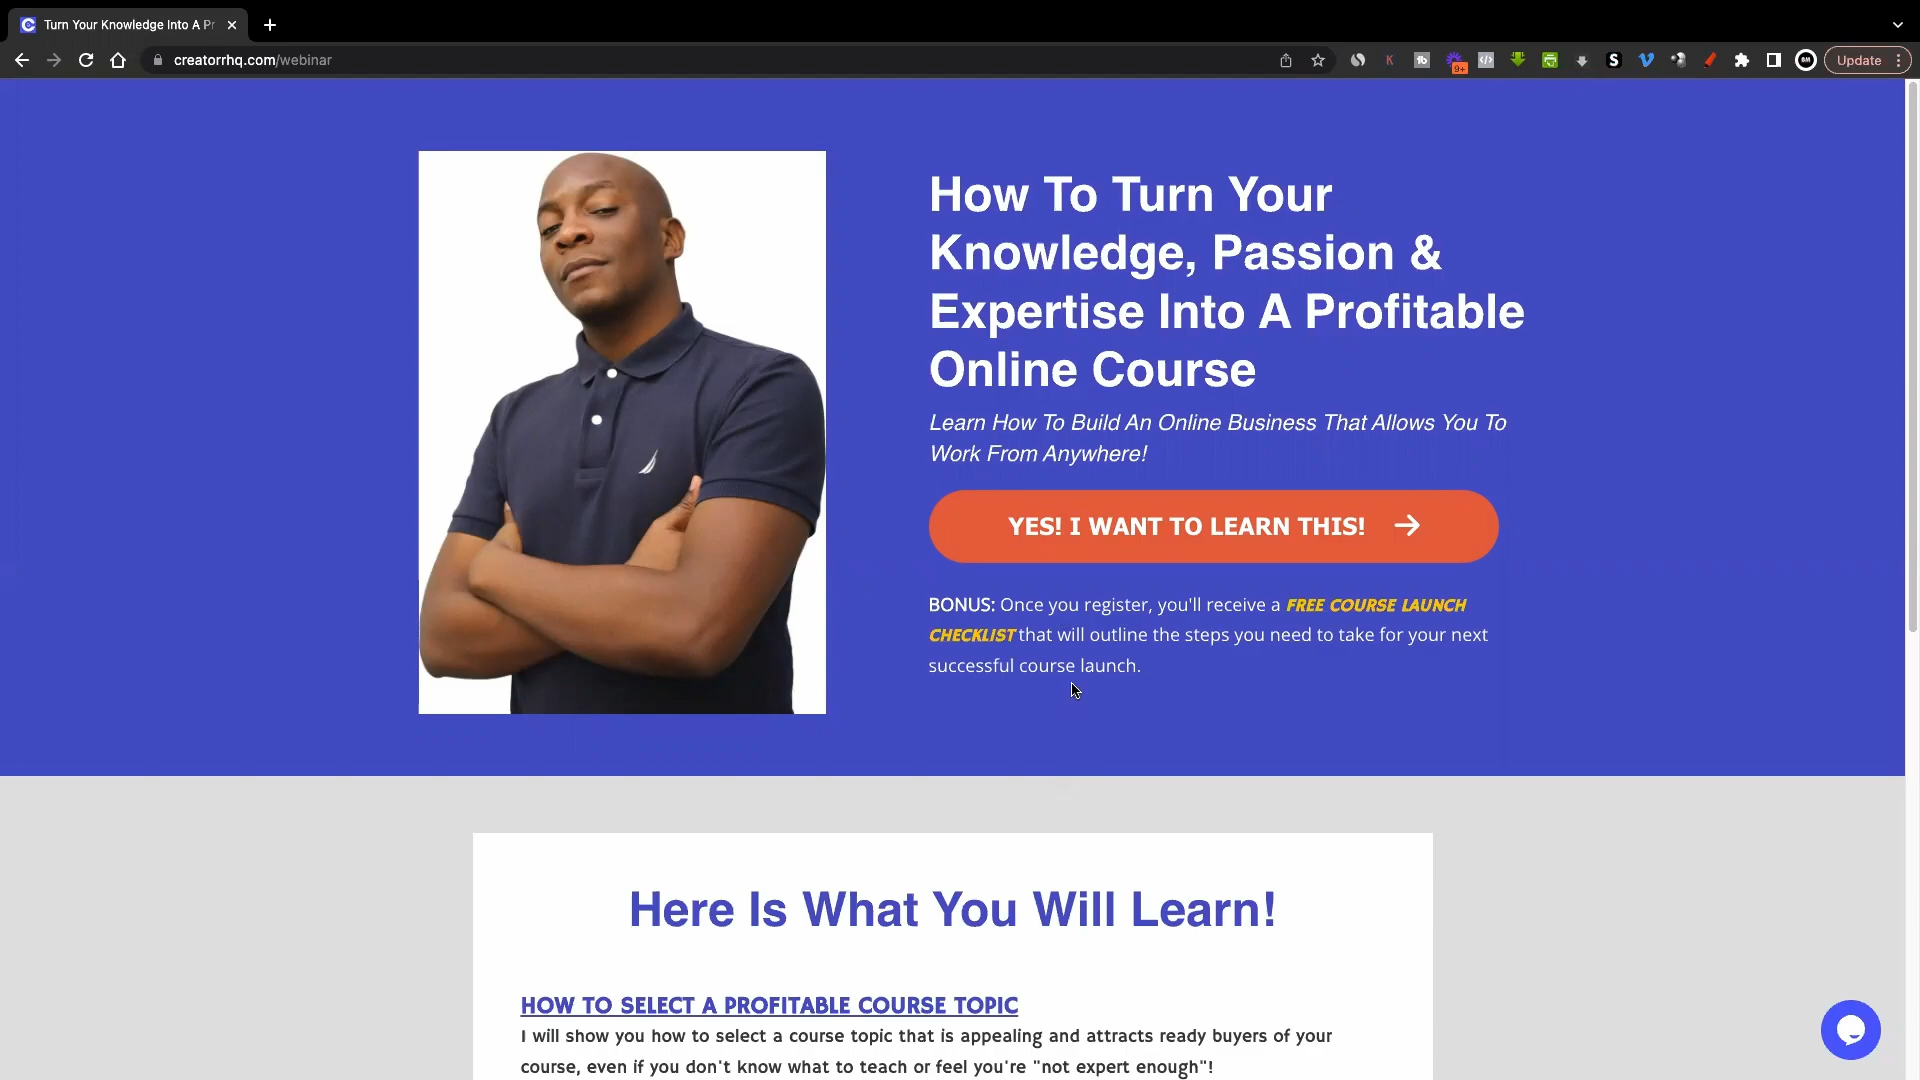 Turn Your Knowledge Into A Pr
creatorrhq.com/webinar
Update
How To Turn Your
Knowledge, Passion &
Expertise Into A Profitable
Online Course
Learn How To Build An Online Business That Allows You To
Work From Anywhere!
YES! I WANT TO LEARN THIS!
BONUS: Once you register, you'll receive a FREE COURSE LAUNCH
CHECKLIST that will outline the steps you need to take for your next
successful course launch.
Here Is What You Will Learn!
HOW TO SELECT A PROFITABLE COURSE TOPIC
I will show you how to select a course topic that is appealing and attracts ready buyers of your
course, even if you don't know what to teach or feel you're "not expert enough"!